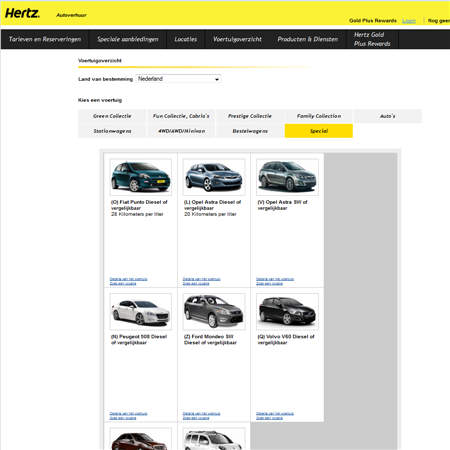 Hertz. Autoverhuur
Gold Plus Rewards Login Nog geen
Tarieven en Reserveringen Speciale aanbiedingen Locaties Voertuigoverzicht Producten & Diensten Hertz Gold Plus Rewards
Voertuigoverzicht
Land van bestemming Nederland
Kies een voertuig
Green Collectie Fun Collectie, Cabrio's Prestige Collectie Family Collection Auto's
Stationwagens 4WD/AWD/Minivan Bestelwagens Special
(O) Fiat Punto Diesel of
vergelijkbaar
28 Kilometers per liter
(L) Opel Astra Diesel of
vergelijkbaar
20 Kilometers per liter
(V) Opel Astra SW of
vergelijkbaar
Details van het voertuig
Zoek een locatie
Details van het voertuig
Zoek een locatie
Details van het voertuig
Zoek een locatie
(N) Peugeot 508 Diesel
of vergelijkbaar
(Z) Ford Mondeo SW
Diesel of vergelijkbaar
(Q) Volvo V60 Diesel of
vergelijkbaar
Details van het voertuig
Zoek een locatie
Details van het voertuig
Zoek een locatie
Details van het voertuig
Zoek een locatie